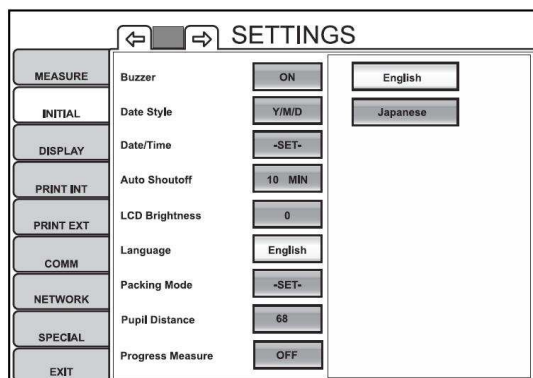 SETTINGS
MEASURE
INITIAL
DISPLAY
PRINT INT
PRINT EXT
COMM
NETWORK
SPECIAL
EXIT
Buzzer ON
Date Style Y/M/D
Date/Time -SET-
Auto Shoutoff 10 MIN
LCD Brightness 0
Language English
Packing Mode -SET-
Pupil Distance 68
Progress Measure OFF
English
Japanese